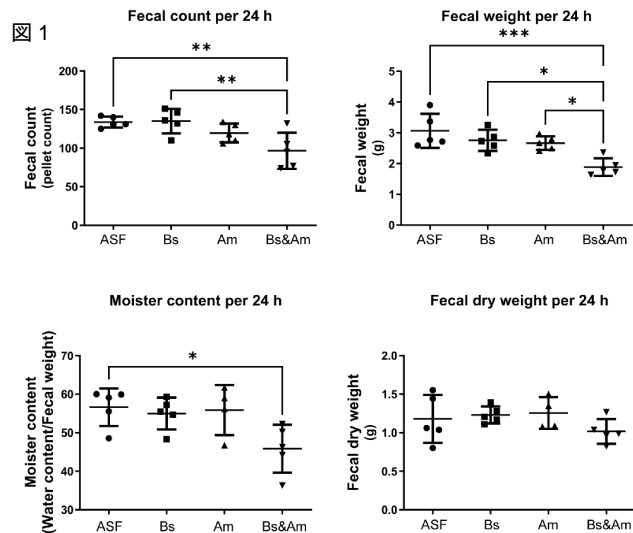 図 1
Fecal count per 24 h
**
**
Fecal count
(pellet count)
200
150
100
50
0
ASF Bs Am Bs&Am
Fecal weight per 24 h
***
*
*
Fecal weight
(g)
5
4
3
2
1
0
ASF Bs Am Bs&Am
Moister content per 24 h
*
Moister content
(Water content/Fecal weight)
70
60
50
40
30
ASF Bs Am Bs&Am
Fecal dry weight per 24 h
Fecal dry weight
(g)
2.0
1.5
1.0
0.5
0.0
ASF Bs Am Bs&Am